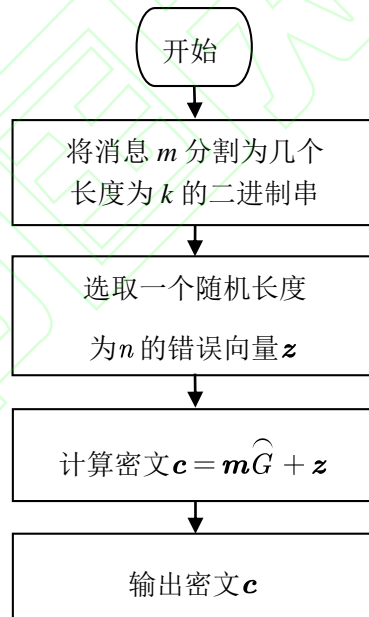 开始
将消息 m 分割为几个
长度为 k 的二进制串
选取一个随机长度
为n 的错误向量z
计算密文c = mĜ + z
输出密文c